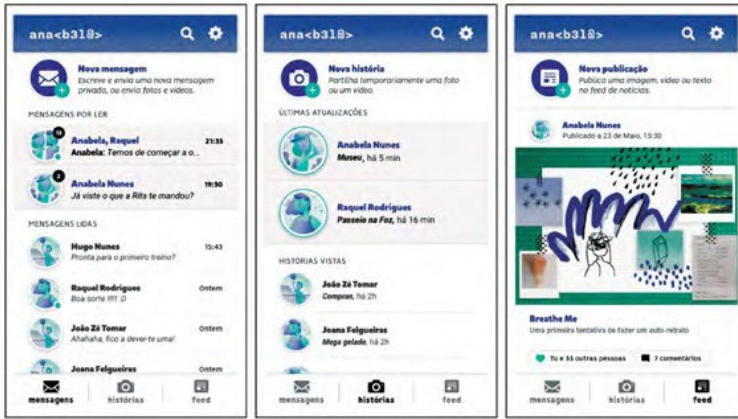 ana<b3l@>
Nova mensagem
Escreve e envia uma nova mensagem
privada, ou envia fotos e vídeos.
MENSAGENS POR LER
Anabela, Raquel
21:35
Anabela: Temos de começar a o...
2
Anabela Nunes
19:50
Já viste o que a Rita te mandou?
MENSAGENS LIDAS
Hugo Nunes
15:43
Pronta para o primeiro treino?
Raquel Rodrigues
Ontem
Boa sorte !!!! :D
João Zé Tomar
Ontem
Ahahaha, fico a dever-te uma!
Joana Felgueiras
Ontem
mensagens
histórias
feed
ana<b3l@>
Nova história
Partilha temporariamente uma foto
ou um vídeo.
ÚLTIMAS ATUALIZAÇÕES
Anabela Nunes
Museu, há 5 min
Raquel Rodrigues
Passeio na Foz, há 16 min
HISTÓRIAS VISTAS
João Zé Tomar
Compras, há 2h
Joana Felgueiras
Mega gelado, há 2h
mensagens
histórias
feed
ana<b3l@>
Nova publicação
Publica uma imagem, vídeo ou texto
no feed de notícias.
Anabela Nunes
Publicado a 23 de Maio, 15:30
Breathe Me
Uma primeira tentativa de fazer um auto-retrato
Tu e 33 outras pessoas
7 comentários
mensagens
histórias
feed